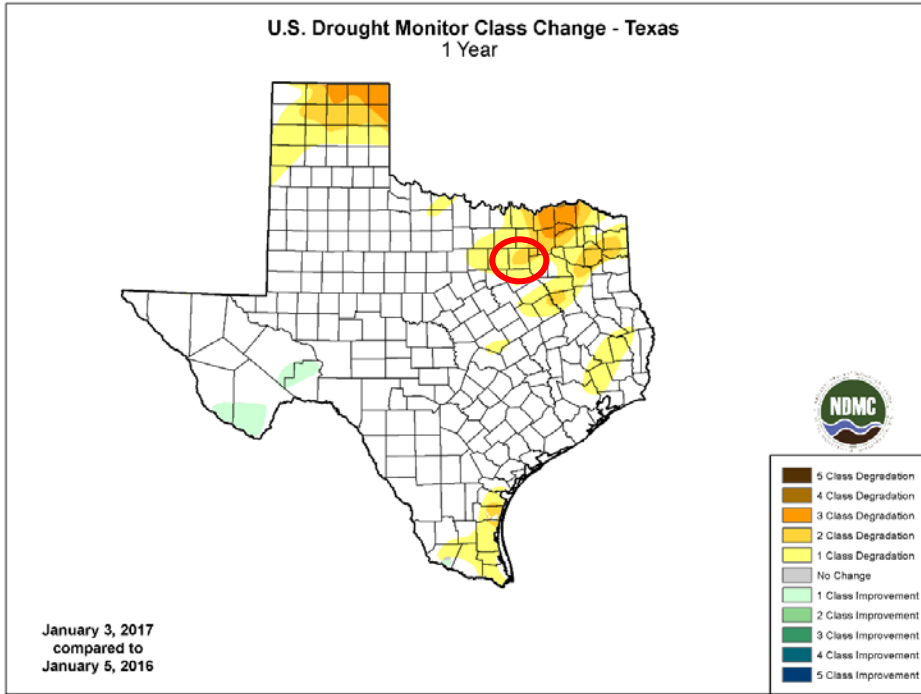 U.S. Drought Monitor Class Change - Texas
1 Year
NDMC
5 Class Degradation
4 Class Degradation
3 Class Degradation
2 Class Degradation
1 Class Degradation
No Change
1 Class Improvement
2 Class Improvement
3 Class Improvement
4 Class Improvement
5 Class Improvement
January 3, 2017
compared to
January 5, 2016